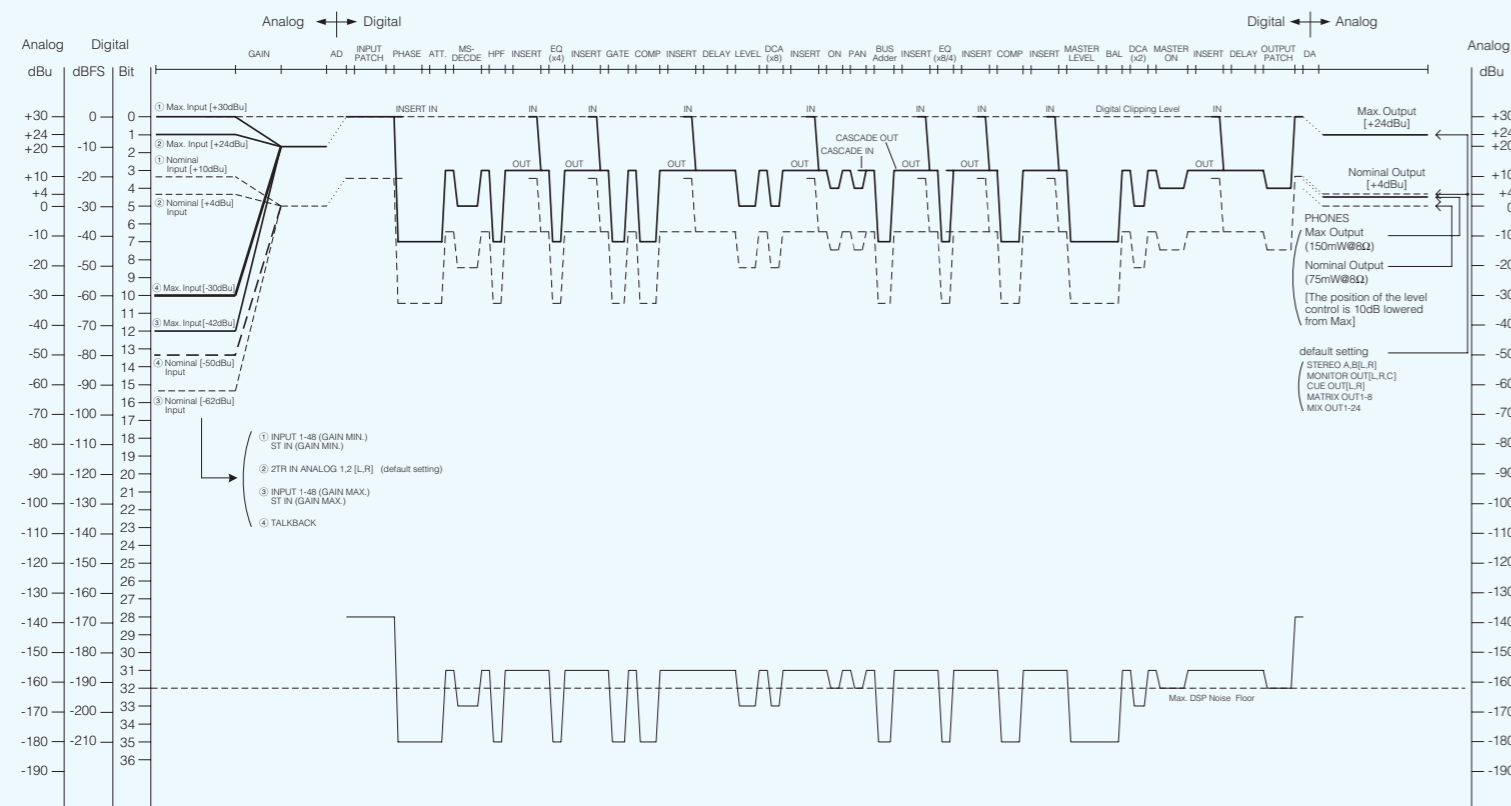 Analog Digital
Digital Analog
Analog Digital
GAIN AD INPUT PATCH PHASE ATT. MS-DECDE HPF INSERT EQ (x4) INSERT GATE COMP INSERT DELAY LEVEL DCA (x8) INSERT ON PAN BUS Adder INSERT EQ (x8/4) INSERT COMP INSERT MASTER LEVEL BAL DCA (x2) MASTER ON INSERT DELAY OUTPUT PATCH DA
Analog
dBu dBFS Bit
dBu
+30
+24
+20
+10
+4
0
-10
-20
-30
-40
-50
-60
-70
-80
-90
-100
-110
-120
-130
-140
-150
-160
-170
-180
-190
0
-10
-20
-30
-40
-50
-60
-70
-80
-90
-100
-110
-120
-130
-140
-150
-160
-170
-180
-190
-200
-210
0
1
2
3
4
5
6
7
8
9
10
11
12
13
14
15
16
17
18
19
20
21
22
23
24
25
26
27
28
29
30
31
32
33
34
35
36
① Max. Input [+30dBu]
② Max. Input [+24dBu]
① Nominal
Input [+10dBu]
② Nominal [+4dBu]
Input
④ Max. Input [-30dBu]
③ Max. Input [-42dBu]
④ Nominal [-50dBu]
Input
③ Nominal [-62dBu]
Input
① INPUT 1-48 (GAIN MIN.)
ST IN (GAIN MIN.)
② 2TR IN ANALOG 1,2 [L,R] (default setting)
③ INPUT 1-48 (GAIN MAX.)
ST IN (GAIN MAX.)
④ TALKBACK
INSERT IN IN IN IN IN IN IN IN Digital Clipping Level IN
CASCADE OUT
CASCADE IN
OUT OUT OUT OUT OUT OUT OUT OUT
Max. DSP Noise Floor
Max. Output
[+24dBu]
Nominal Output
[+4dBu]
PHONES
Max Output
(150mW@8Ω)
Nominal Output
(75mW@8Ω)
[The position of the level
control is 10dB lowered
from Max]
default setting
STEREO A,B[L,R]
MONITOR OUT[L,R,C]
CUE OUT[L,R]
MATRIX OUT1-8
MIX OUT1-24
+20
+10
0
-10